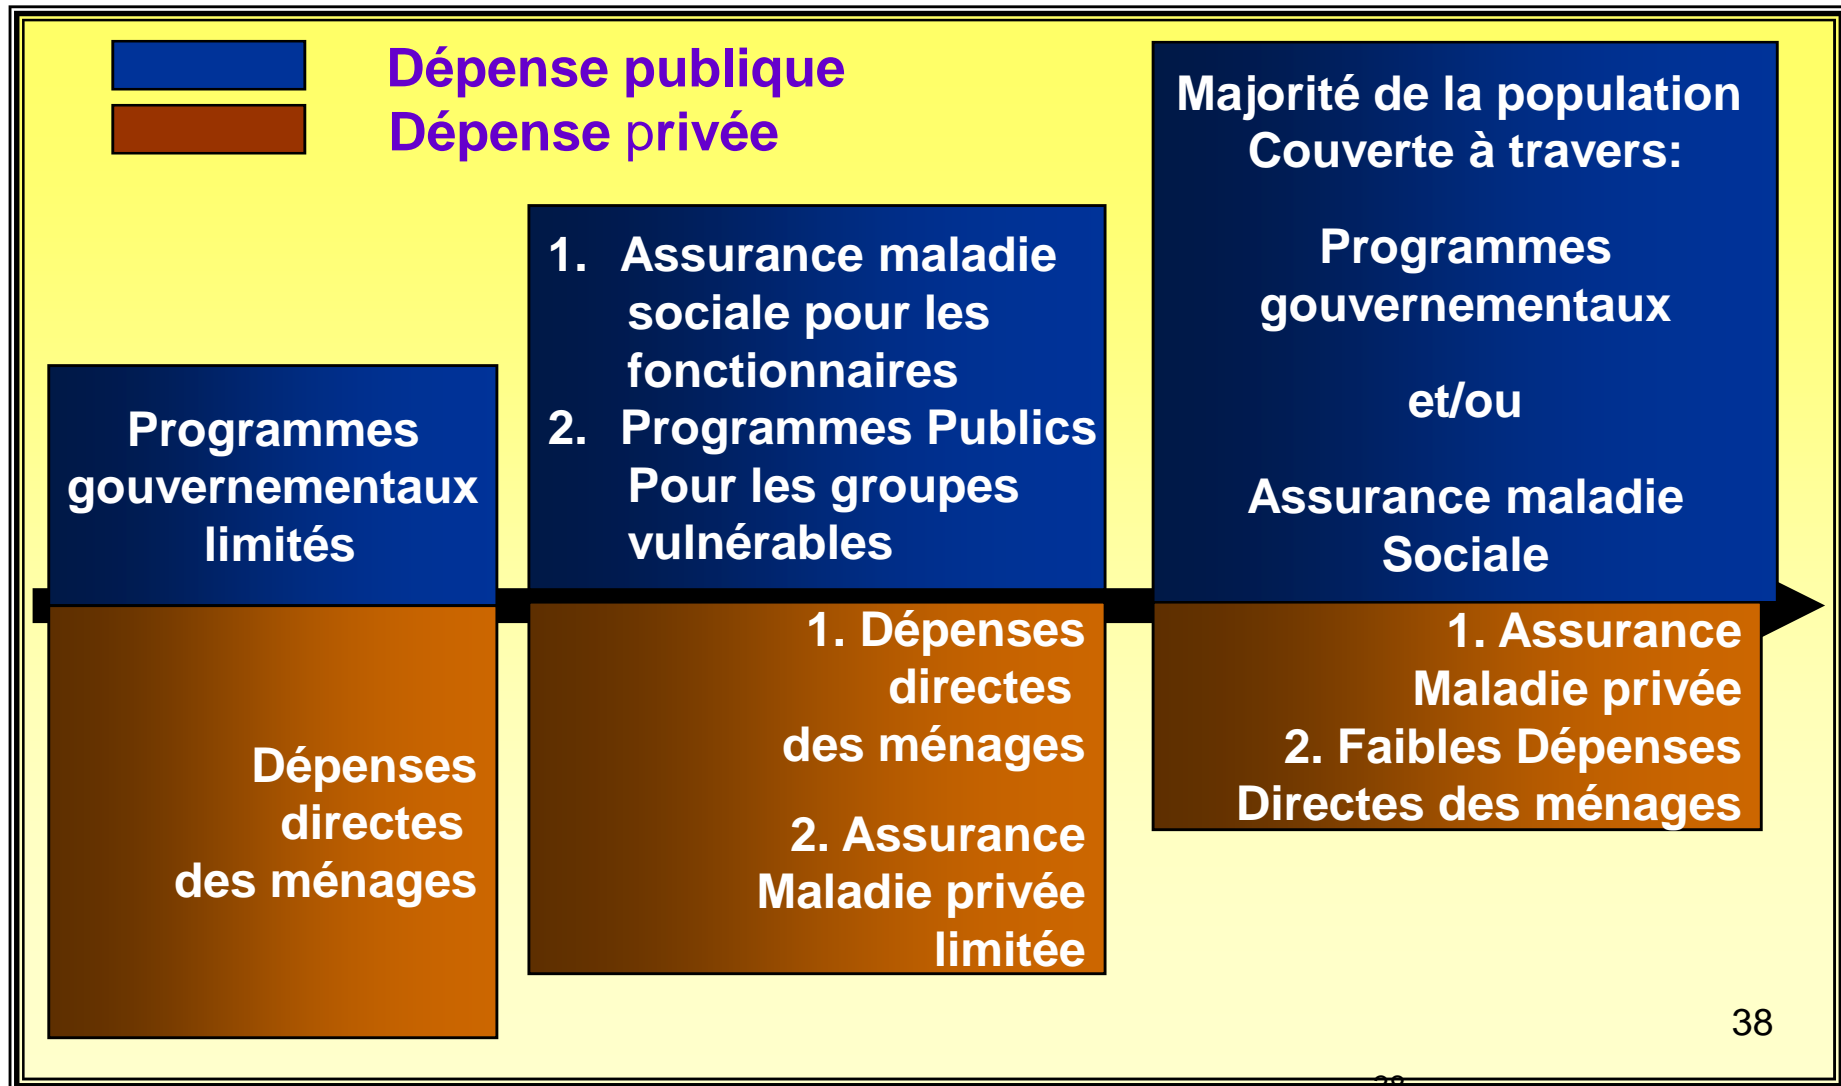 Dépense publique
Dépense privée
Programmes
gouvernementaux
limités
Dépenses
directes
des ménages
1. Assurance maladie
sociale pour les
fonctionnaires
2. Programmes Publics
Pour les groupes
vulnérables
1. Dépenses
directes
des ménages
2. Assurance
Maladie privée
limitée
Majorité de la population
Couverte à travers:
Programmes
gouvernementaux
et/ou
Assurance maladie
Sociale
1. Assurance
Maladie privée
2. Faibles Dépenses
Directes des ménages
38